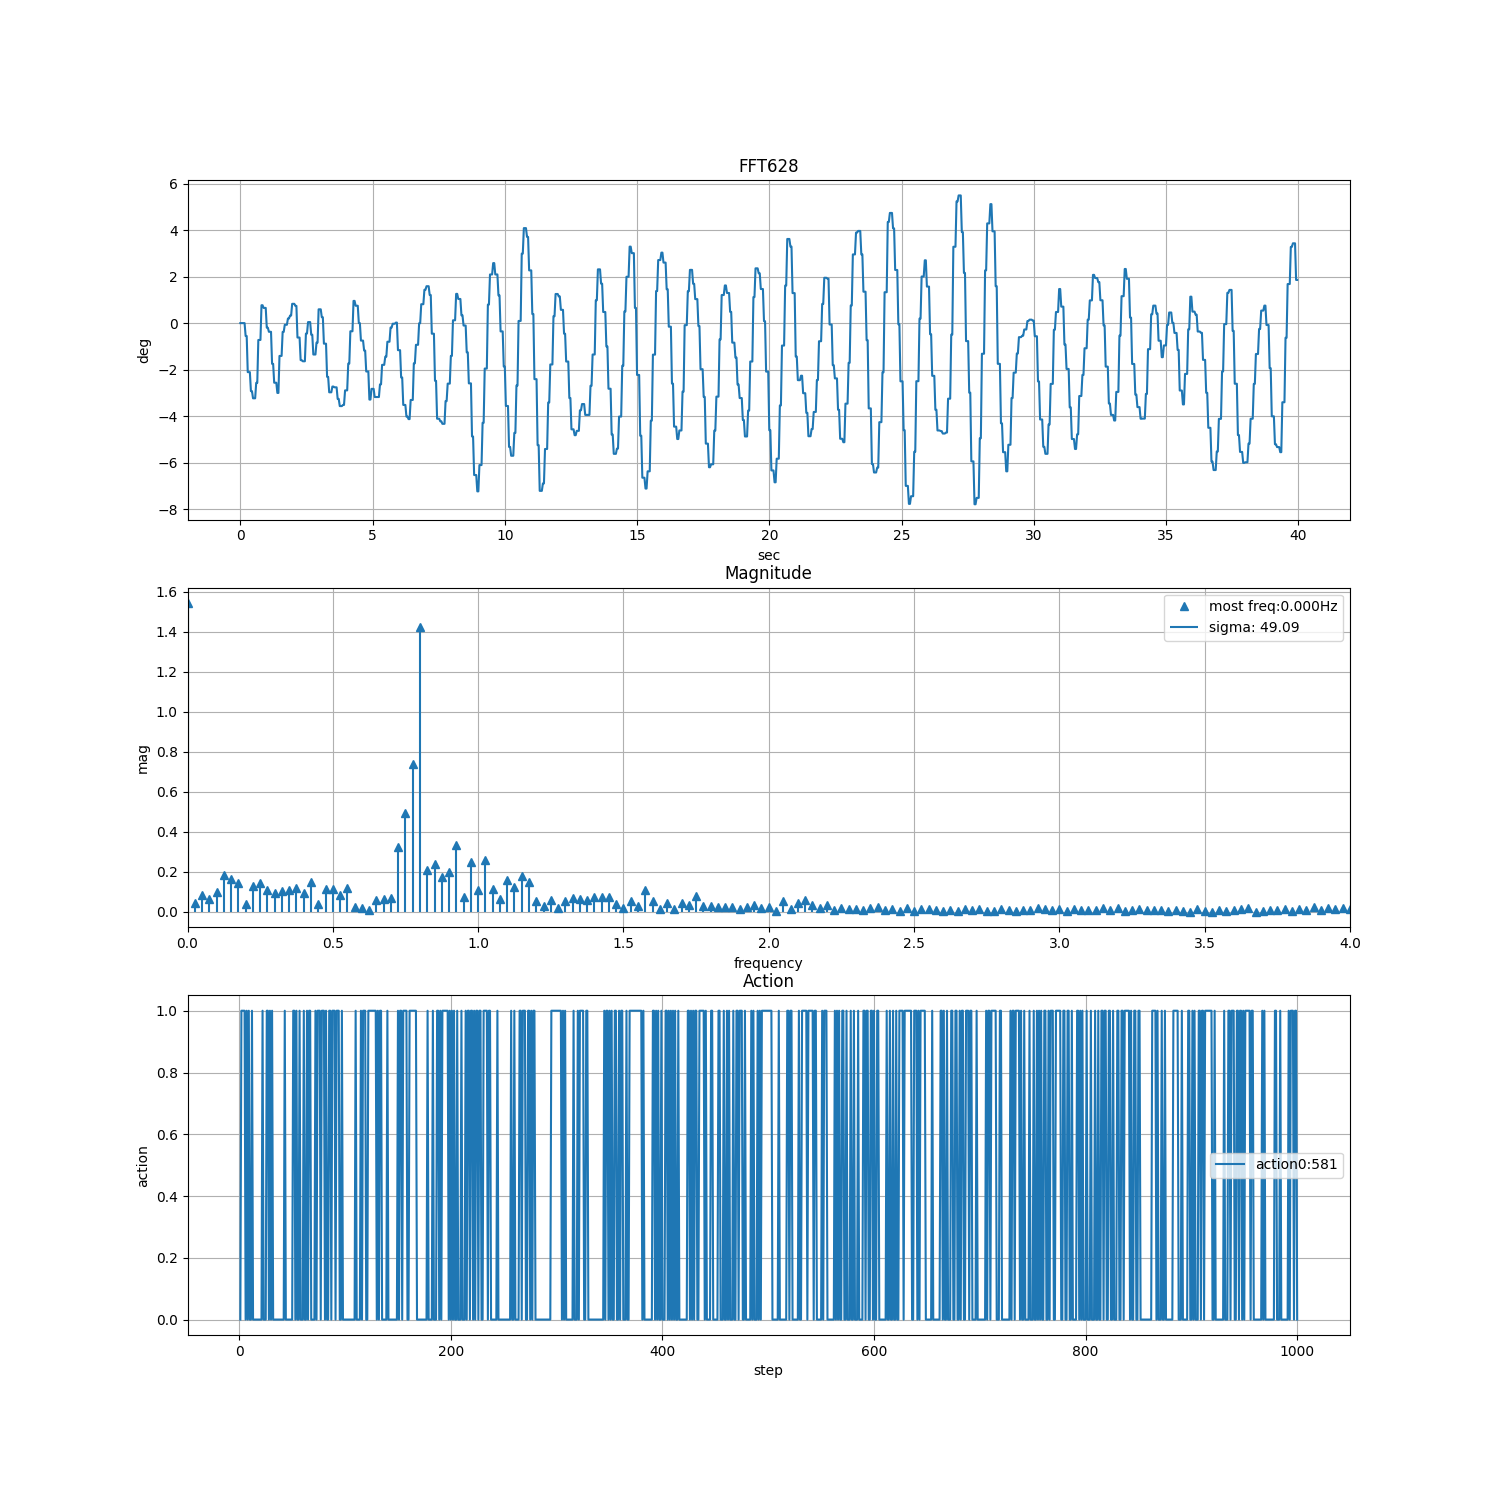 FFT628
6
4
2
0
−2
−4
−6
−8
deg
0 5 10 15 20 25 30 35 40
sec
Magnitude
1.6
1.4
1.2
1.0
0.8
0.6
0.4
0.2
0.0
mag
most freq:0.000Hz
sigma: 49.09
0.0 0.5 1.0 1.5 2.0 2.5 3.0 3.5 4.0
frequency
Action
1.0
0.8
0.6
0.4
0.2
0.0
action
action0:581
0 200 400 600 800 1000
step